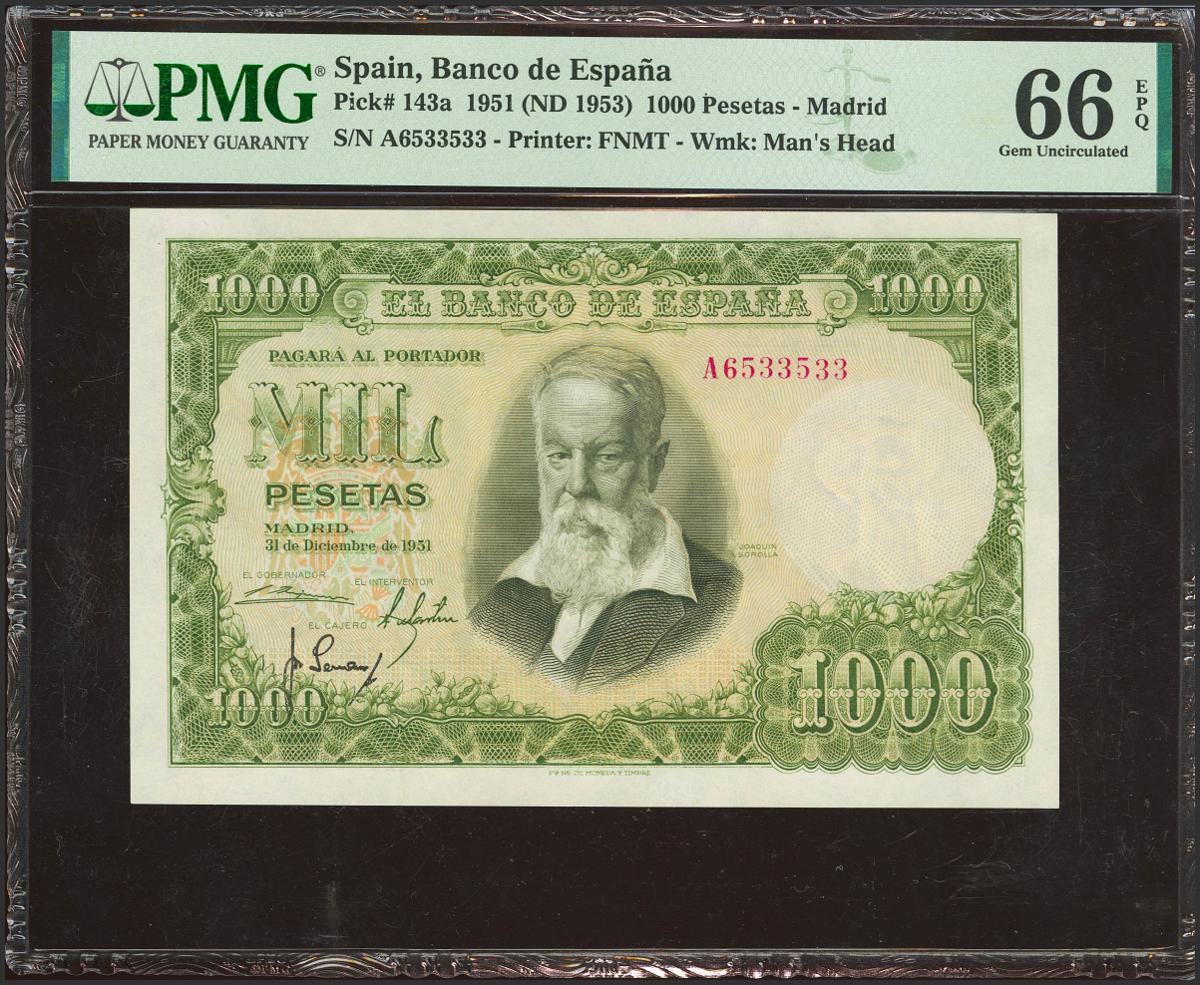 PMG®
PAPER MONEY GUARANTY
Spain, Banco de España
Pick# 143a 1951 (ND 1953) 1000 Pesetas - Madrid
S/N A6533533 - Printer: FNMT - Wmk: Man's Head
66
EPQ
Gem Uncirculated
1000
EL BANCO DE ESPAÑA
1000
PAGARÁ AL PORTADOR
A6533533
MIL
PESETAS
MADRID,
31 de Diciembre de 1951
JOAQUIN
SOROLLA
EL GOBERNADOR
EL INTERVENTOR
EL CAJERO
1000
1000